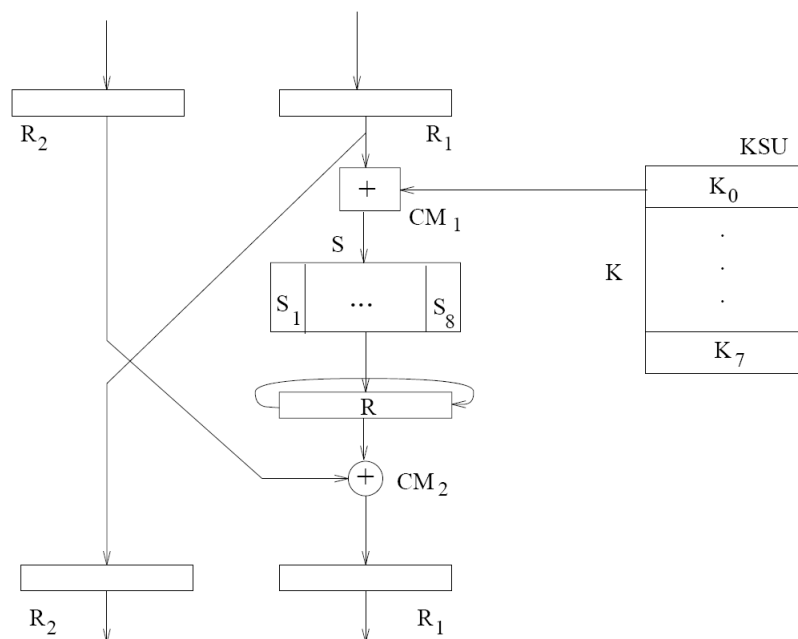 R2
R1
KSU
+
K0
CM1
S
.
.
.
K
S1
...
S8
K7
R
+
CM2
R2
R1